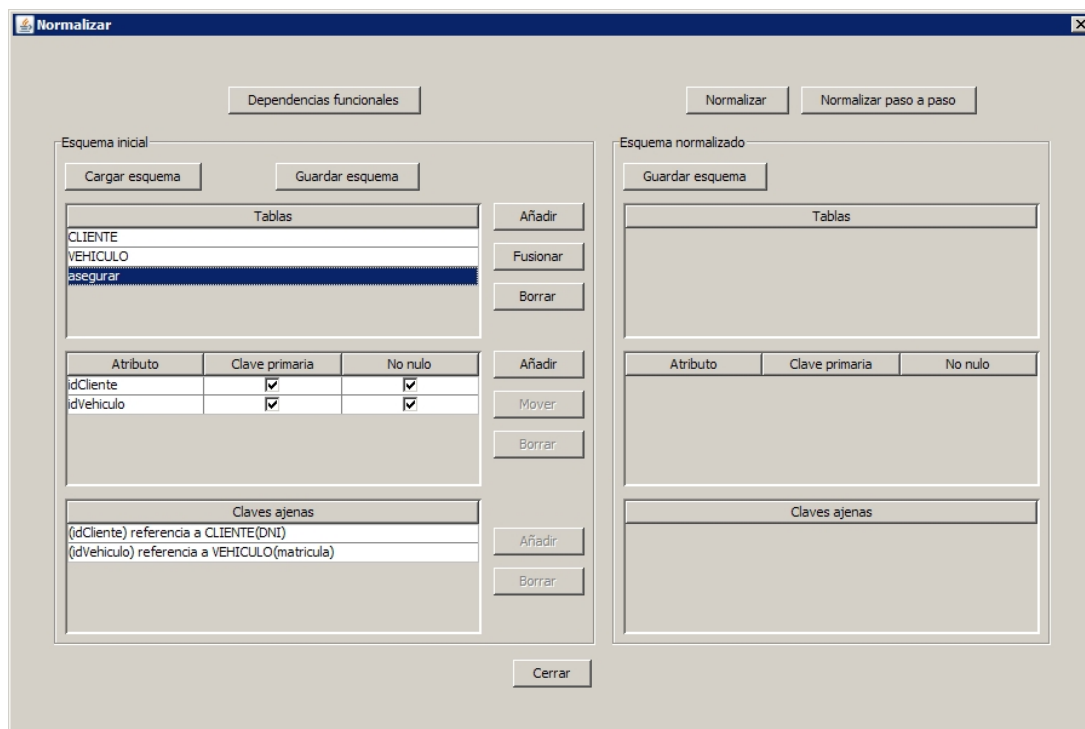 Normalizar
Dependencias funcionales
Normalizar
Normalizar paso a paso
Esquema inicial
Cargar esquema
Guardar esquema
Tablas
CLIENTE
VEHICULO
asegurar
Añadir
Fusionar
Borrar
Atributo Clave primaria No nulo
idCliente
idVehiculo
Añadir
Mover
Borrar
Claves ajenas
(idCliente) referencia a CLIENTE(DNI)
(idVehiculo) referencia a VEHICULO(matricula)
Añadir
Borrar
Esquema normalizado
Guardar esquema
Tablas
Atributo Clave primaria No nulo
Claves ajenas
Cerrar